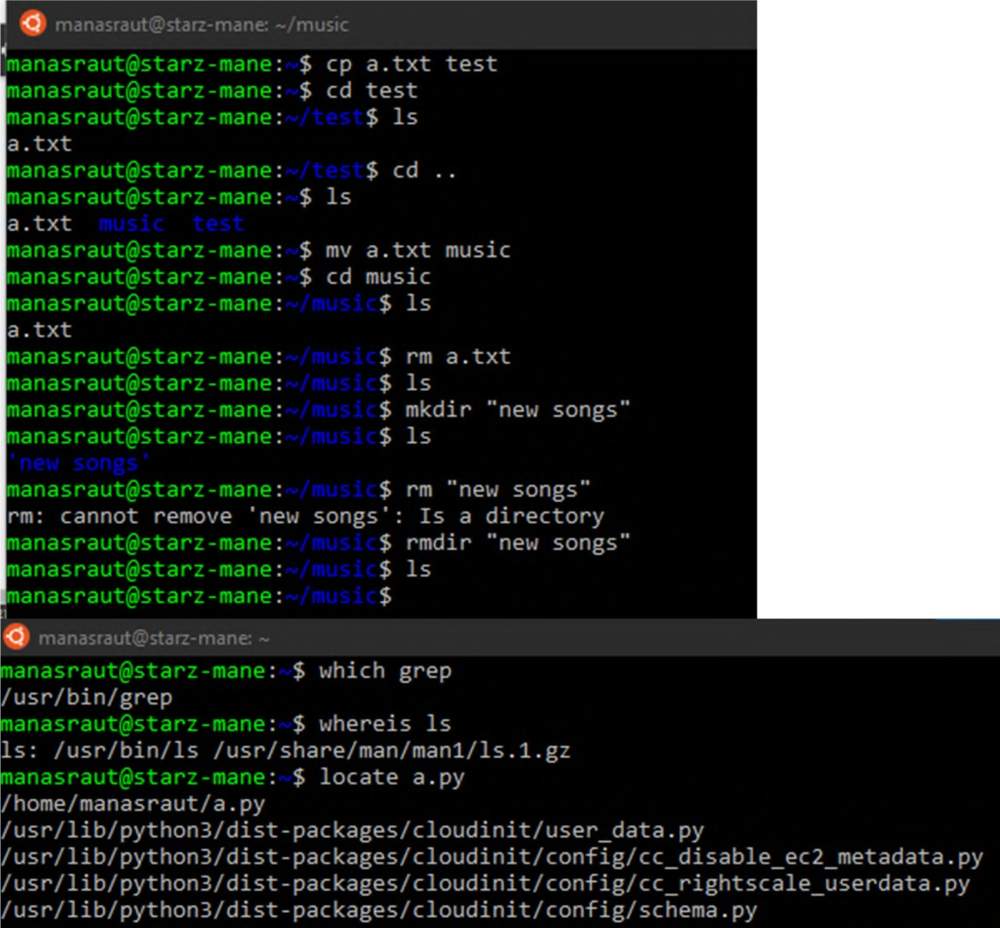 manasraut@starz-mane: ~/music
manasraut@starz-mane:~$ cp a.txt test
manasraut@starz-mane:~$ cd test
manasraut@starz-mane:~/test$ ls
a.txt
manasraut@starz-mane:~/test$ cd ..
manasraut@starz-mane:~$ ls
a.txt  music  test
manasraut@starz-mane:~$ mv a.txt music
manasraut@starz-mane:~$ cd music
manasraut@starz-mane:~/music$ ls
a.txt
manasraut@starz-mane:~/music$ rm a.txt
manasraut@starz-mane:~/music$ ls
manasraut@starz-mane:~/music$ mkdir "new songs"
manasraut@starz-mane:~/music$ ls
'new songs'
manasraut@starz-mane:~/music$ rm "new songs"
rm: cannot remove 'new songs': Is a directory
manasraut@starz-mane:~/music$ rmdir "new songs"
manasraut@starz-mane:~/music$ ls
manasraut@starz-mane:~/music$
manasraut@starz-mane: ~
manasraut@starz-mane:~$ which grep
/usr/bin/grep
manasraut@starz-mane:~$ whereis ls
ls: /usr/bin/ls /usr/share/man/man1/ls.1.gz
manasraut@starz-mane:~$ locate a.py
/home/manasraut/a.py
/usr/lib/python3/dist-packages/cloudinit/user_data.py
/usr/lib/python3/dist-packages/cloudinit/config/cc_disable_ec2_metadata.py
/usr/lib/python3/dist-packages/cloudinit/config/cc_rightscale_userdata.py
/usr/lib/python3/dist-packages/cloudinit/config/schema.py